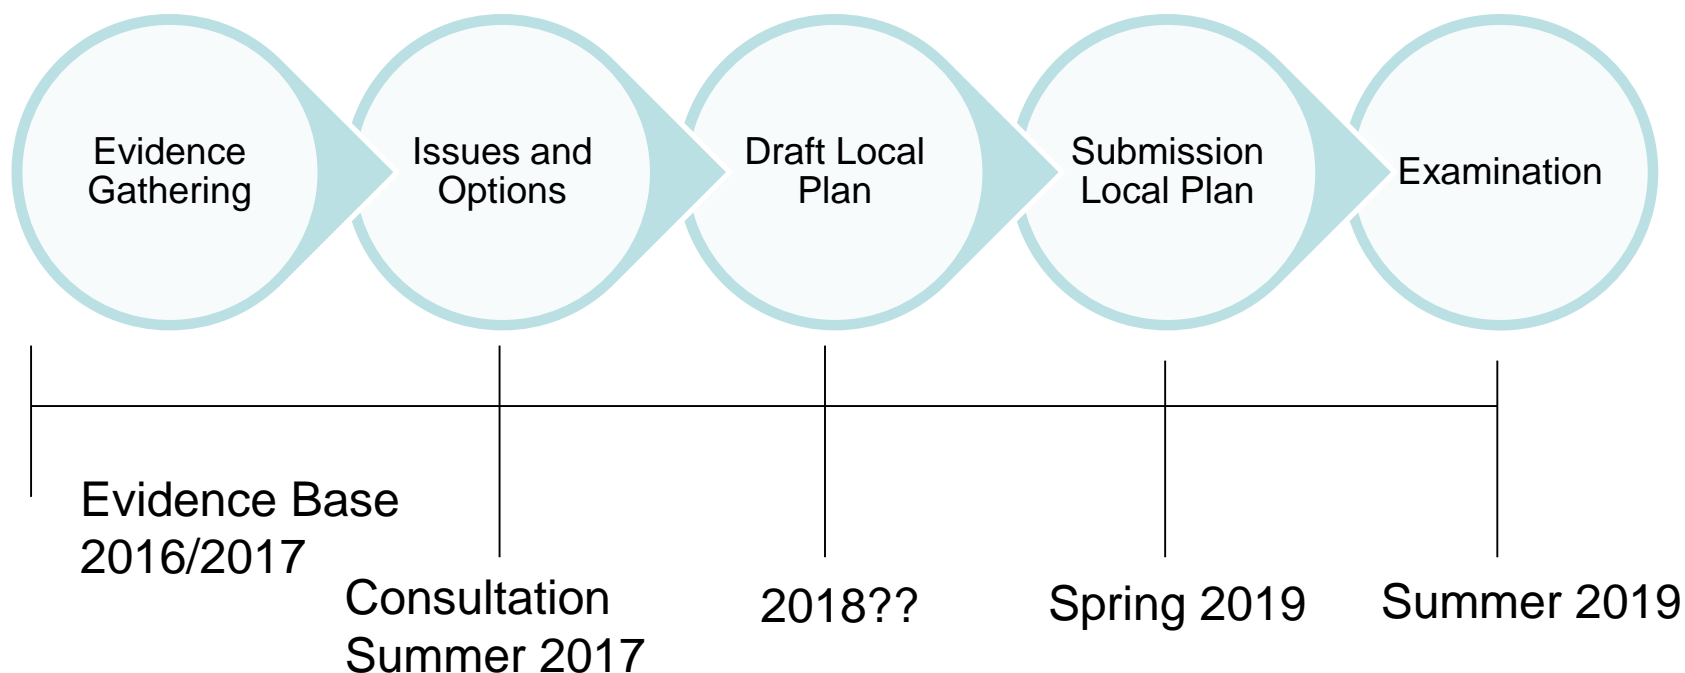 Evidence
Gathering
Issues and
Options
Draft Local
Plan
Submission
Local Plan
Examination
Evidence Base
2016/2017
Consultation
Summer 2017
2018??
Spring 2019
Summer 2019